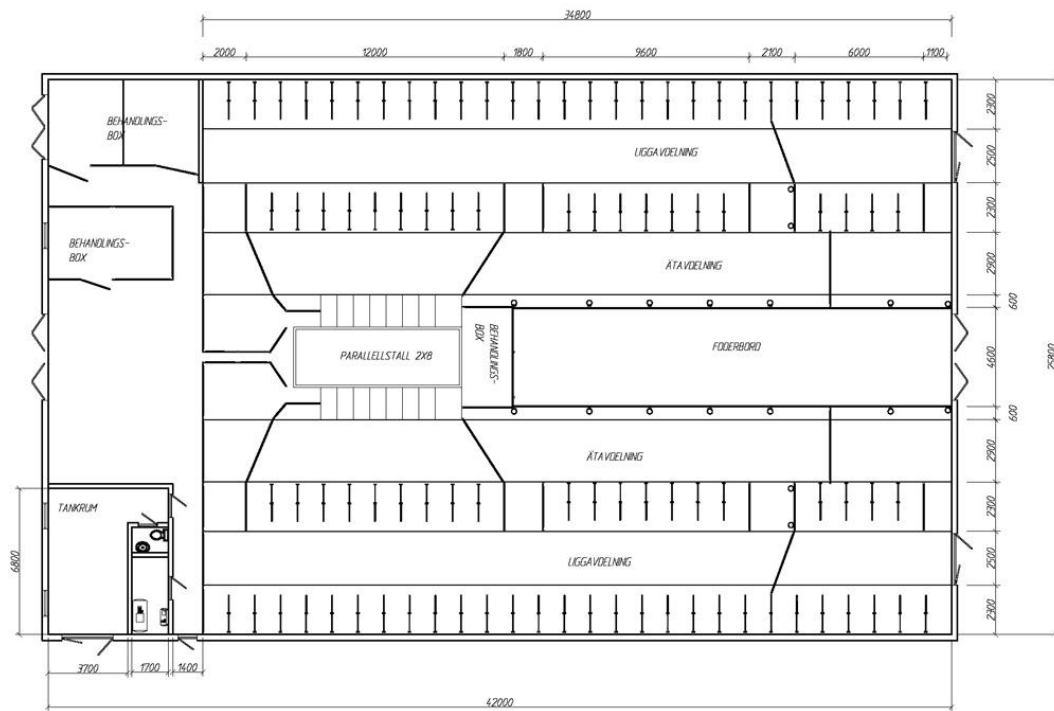 34800
2000
12000
1800
9600
2100
6000
1100
BEHANDLINGS-
BOX
2300
LIGGAVDELNING
2500
2300
BEHANDLINGS-
BOX
ÄTAVDELNING
2900
600
PARALLELLSTALL 2X8
BEHANDLINGS-
BOX
FODERBORD
4600
25800
600
ÄTAVDELNING
2900
TANKRUM
2300
6800
LIGGAVDELNING
2500
2300
3700
1700
1400
42000